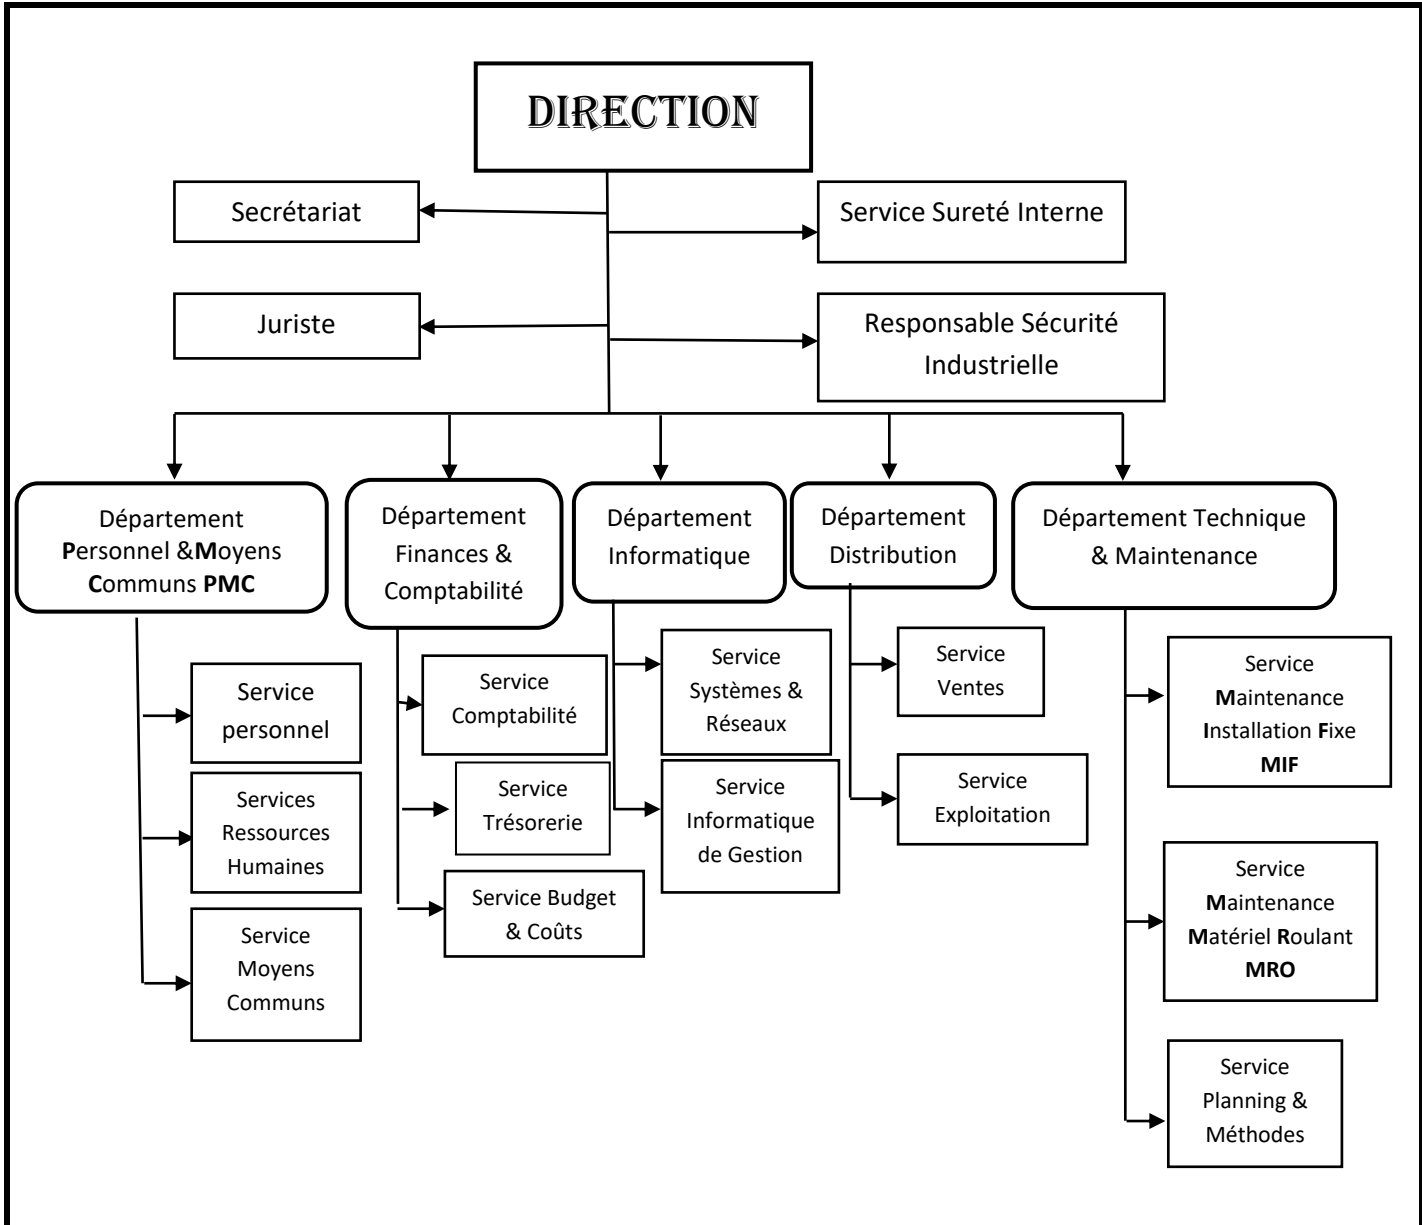 DIRECTION
Secrétariat
Service Sureté Interne
Juriste
Responsable Sécurité
Industrielle
Département
Personnel &Moyens
Communs PMC
Département
Finances &
Comptabilité
Département
Informatique
Département
Distribution
Département Technique
& Maintenance
Service
personnel
Services
Ressources
Humaines
Service
Moyens
Communs
Service
Comptabilité
Service
Trésorerie
Service Budget
& Coûts
Service
Systèmes &
Réseaux
Service
Informatique
de Gestion
Service
Ventes
Service
Exploitation
Service
Maintenance
Installation Fixe
MIF
Service
Maintenance
Matériel Roulant
MRO
Service
Planning &
Méthodes